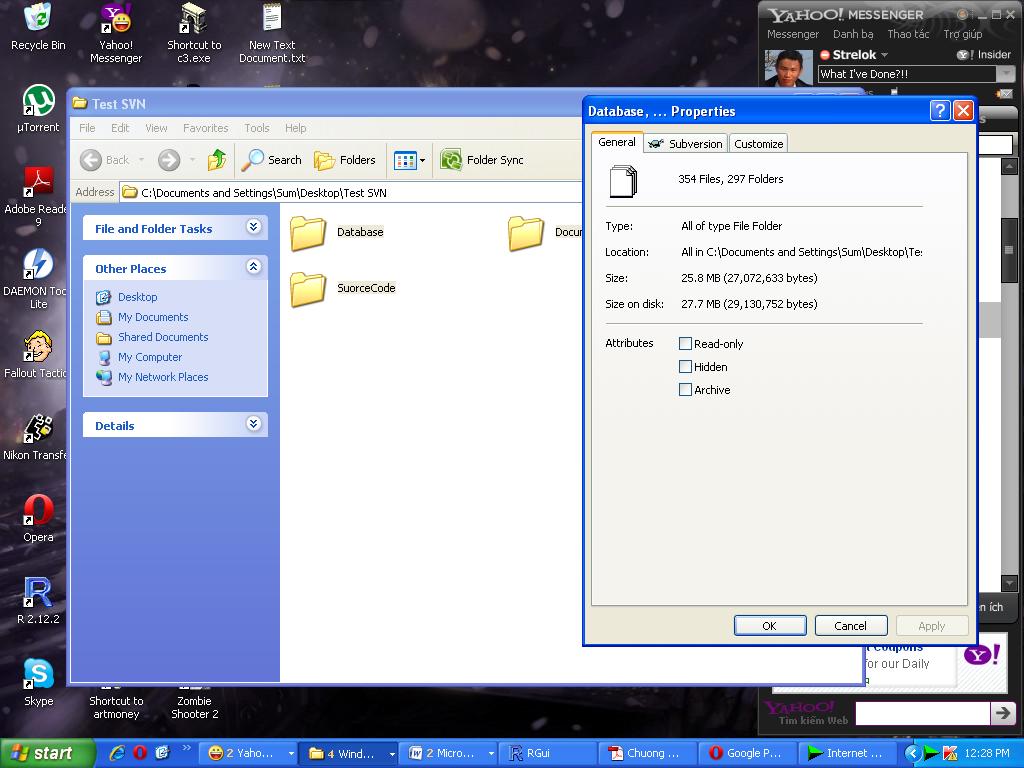 Recycle Bin
Yahoo!
Messenger
Shortcut to
c3.exe
New Text
Document.txt
YAHOO! MESSENGER
Messenger Danh bạ Thao tác Trợ giúp
Strelok
Y! Insider
What I've Done?!!
µTorrent
Adobe Reade
9
DAEMON Too
Lite
Fallout Tactic
Nikon Transfe
Opera
R 2.12.2
Skype
Shortcut to
artmoney
Zombie
Shooter 2
Test SVN
File Edit View Favorites Tools Help
Back Search Folders Folder Sync
Address C:\Documents and Settings\Sum\Desktop\Test SVN
File and Folder Tasks
Other Places
Desktop
My Documents
Shared Documents
My Computer
My Network Places
Details
Database
Docum
SuorceCode
Database, ... Properties
General Subversion Customize
354 Files, 297 Folders
Type: All of type File Folder
Location: All in C:\Documents and Settings\Sum\Desktop\Tes
Size: 25.8 MB (27,072,633 bytes)
Size on disk: 27.7 MB (29,130,752 bytes)
Attributes Read-only
Hidden
Archive
OK Cancel Apply
n ích
t Coupons
for our Daily
Y!
YAHOO!
Tìm kiếm Web
start 2 Yaho... 4 Wind... 2 Micro... RGui Chuong ... Google P... Internet ... 12:28 PM